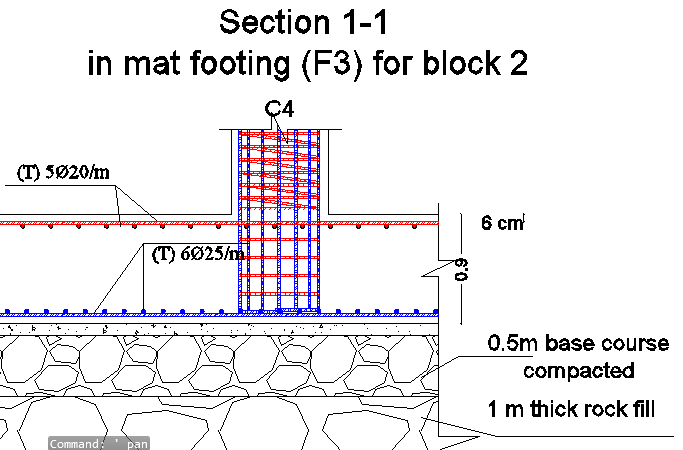 Section 1-1
in mat footing (F3) for block 2
C4
(T) 5Ø20/m
6 cm
(T) 6Ø25/m
0.9
0.5m base course
compacted
1 m thick rock fill
Command: ' pan